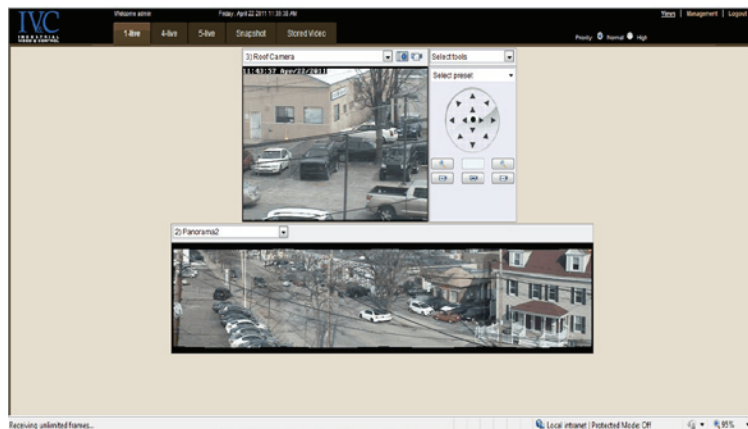 IVC
INDUSTRIAL
VIDEO & CONTROL
Welcome admin
Friday, April 22 2011 11:38:38 AM
Views | Management | Logout
1-live
4-live
5-live
Snapshot
Stored Video
Priority: Normal High
3) Roof Camera
Select tools
11:43:57 Apr/22/2011
Select preset
2) Panorama2
Receiving unlimited frames...
Local intranet | Protected Mode: Off
95%